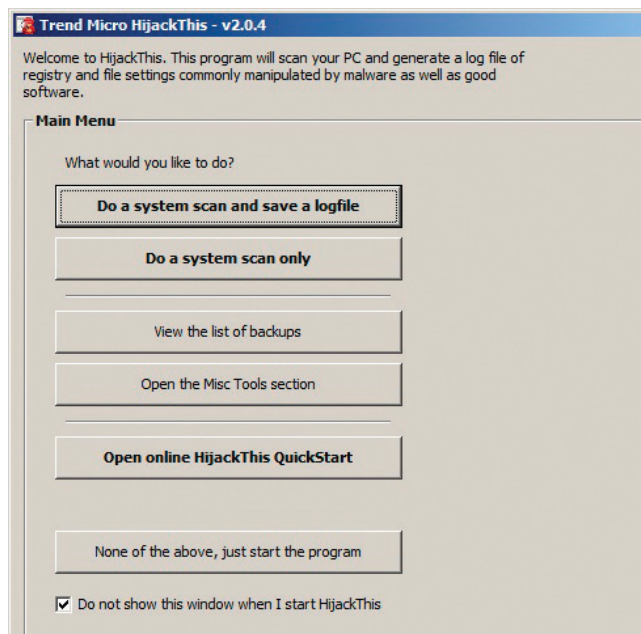 Trend Micro HijackThis - v2.0.4
Welcome to HijackThis. This program will scan your PC and generate a log file of
registry and file settings commonly manipulated by malware as well as good
software.
Main Menu
What would you like to do?
Do a system scan and save a logfile
Do a system scan only
View the list of backups
Open the Misc Tools section
Open online HijackThis QuickStart
None of the above, just start the program
Do not show this window when I start HijackThis